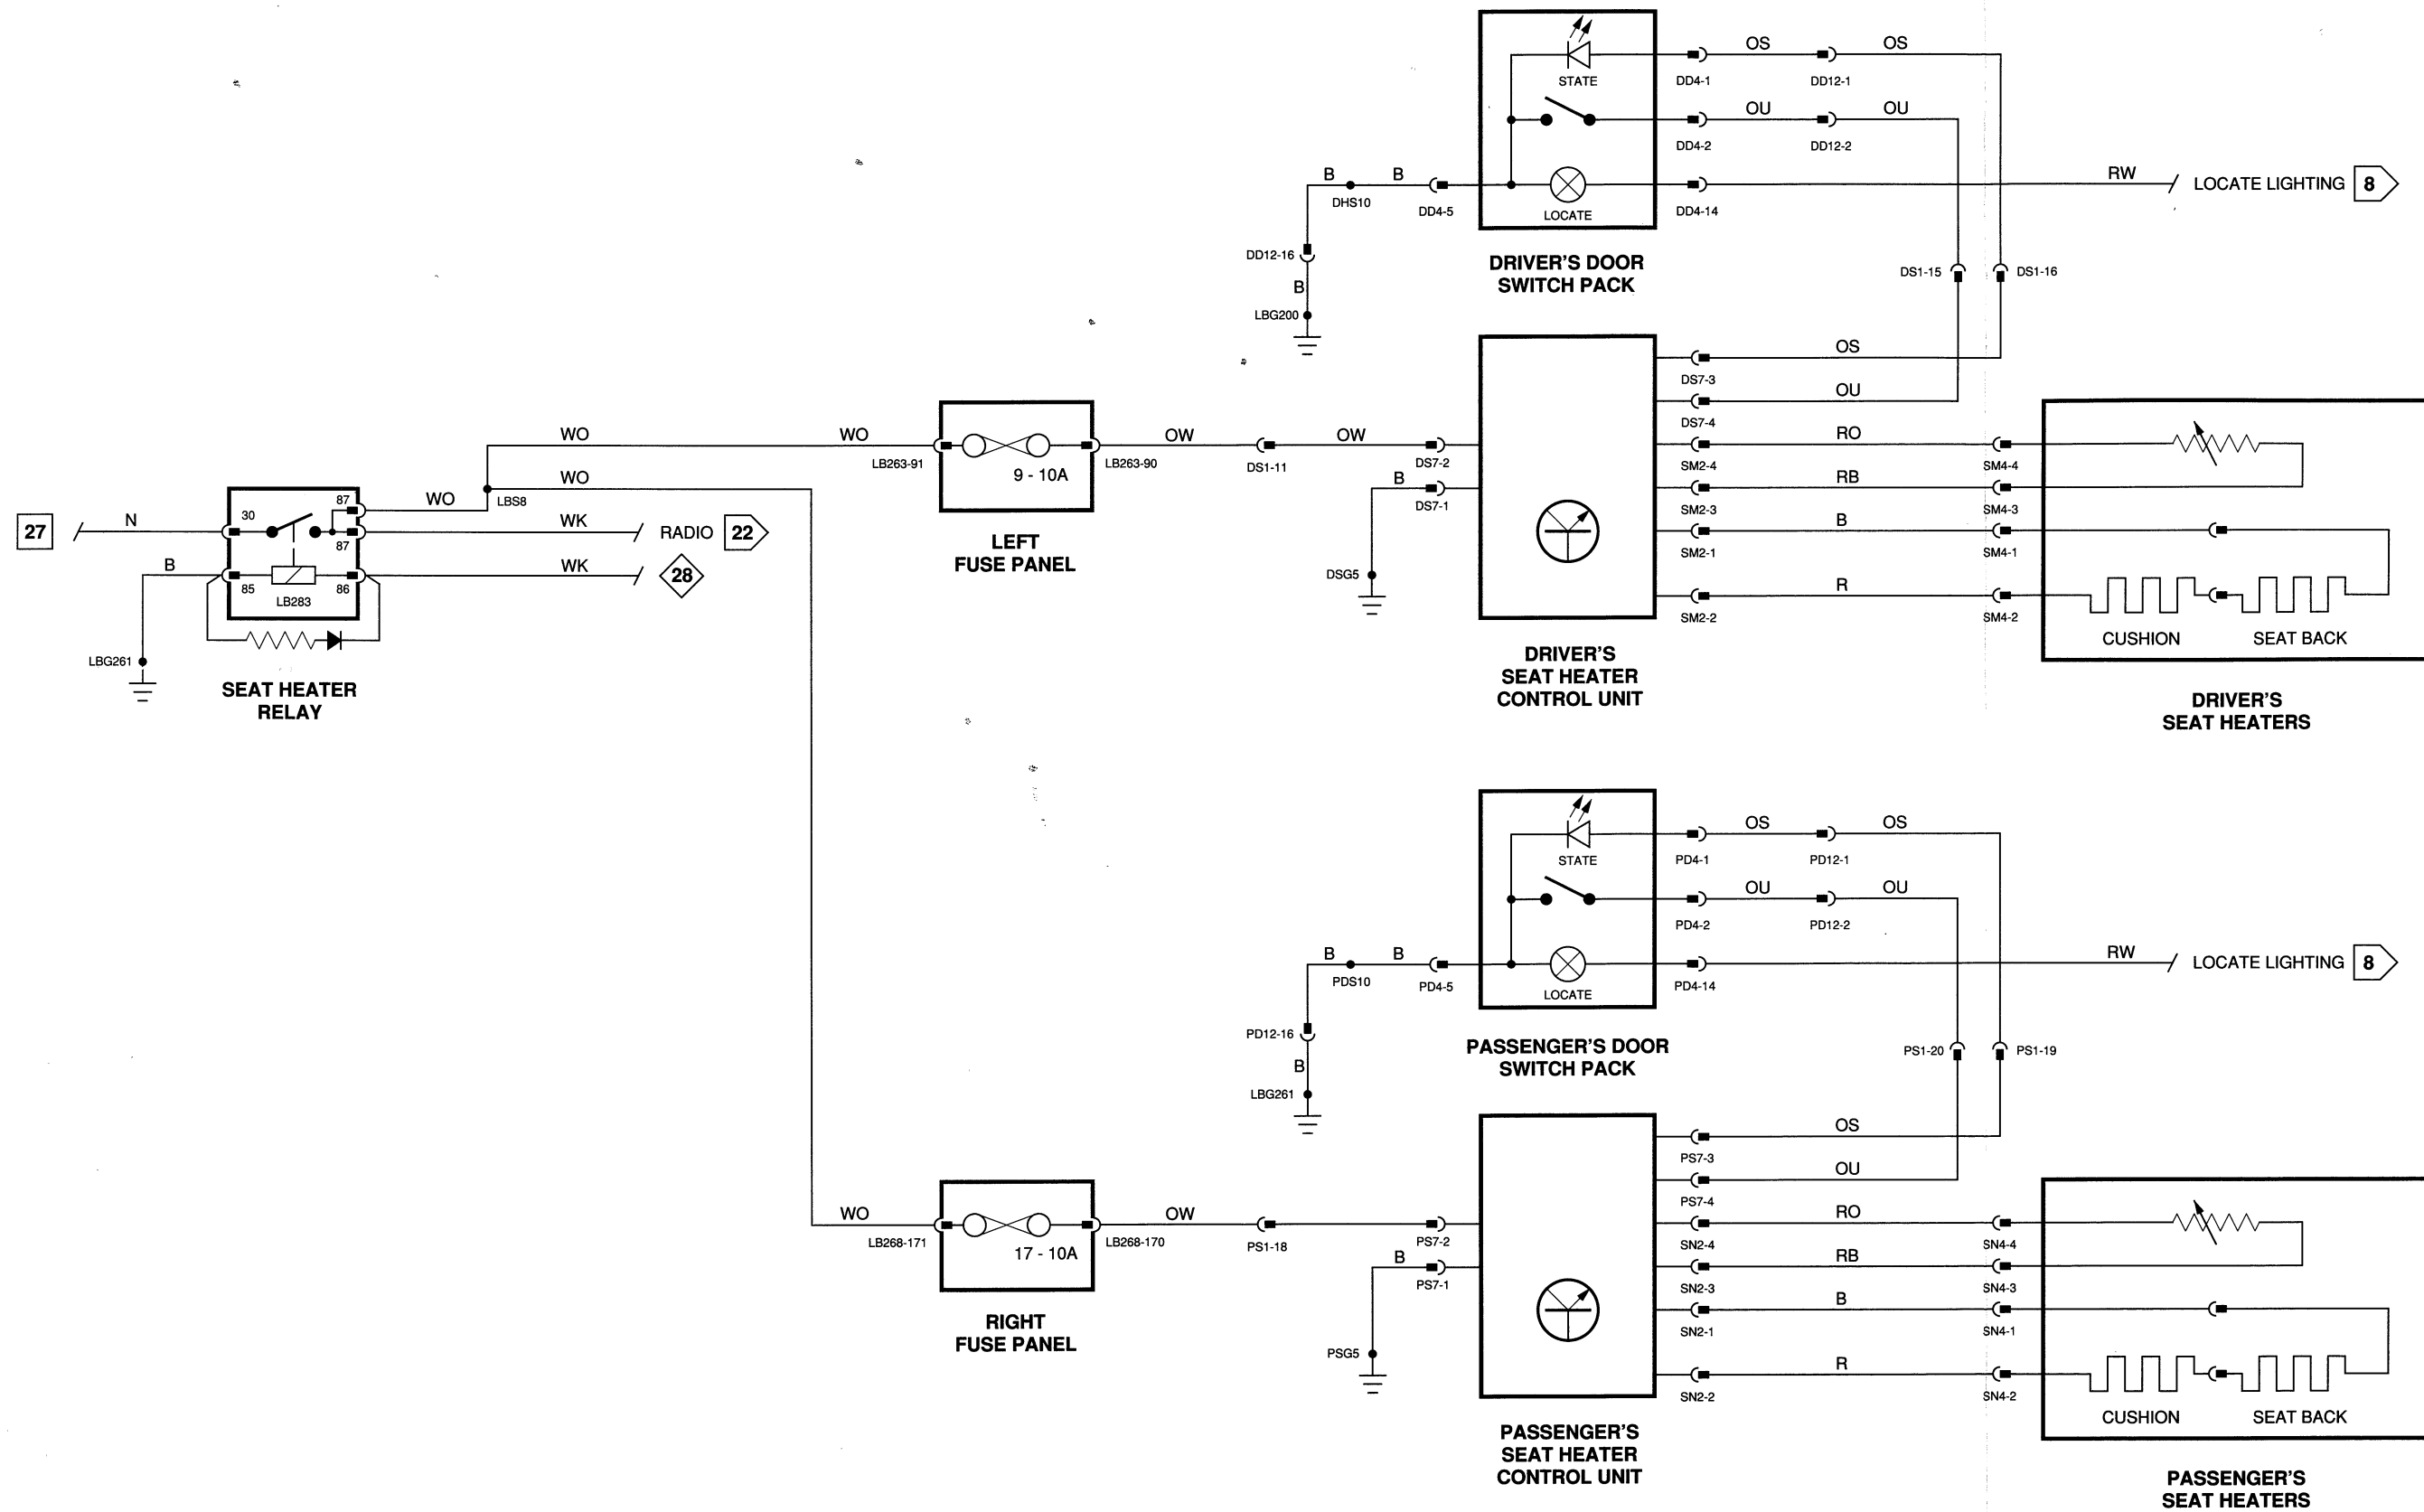 OS
OS
STATE
DD4-1
DD12-1
OU
OU
DD4-2
DD12-2
B
B
DHS10
DD4-5
LOCATE
DD4-14
RW
LOCATE LIGHTING
8
DD12-16
B
LBG200
DRIVER'S DOOR
SWITCH PACK
DS1-15
DS1-16
OS
DS7-3
OU
DS7-4
WO
WO
LB263-91
9 - 10A
LB263-90
OW
DS1-11
OW
DS7-2
B
DS7-1
DSG5
LEFT
FUSE PANEL
RO
SM2-4
SM4-4
RB
SM2-3
SM4-3
B
SM2-1
SM4-1
R
SM2-2
SM4-2
CUSHION
SEAT BACK
DRIVER'S
SEAT HEATER
CONTROL UNIT
DRIVER'S
SEAT HEATERS
27
N
30
87
87
WO
LBS8
WO
WK
RADIO
22
B
85
86
LB283
WK
28
LBG261
SEAT HEATER
RELAY
OS
OS
STATE
PD4-1
PD12-1
OU
OU
PD4-2
PD12-2
B
B
PDS10
PD4-5
LOCATE
PD4-14
RW
LOCATE LIGHTING
8
PD12-16
B
LBG261
PASSENGER'S DOOR
SWITCH PACK
PS1-20
PS1-19
OS
PS7-3
OU
PS7-4
WO
LB268-171
17 - 10A
LB268-170
OW
PS1-18
PS7-2
B
PS7-1
PSG5
RIGHT
FUSE PANEL
RO
SN2-4
SN4-4
RB
SN2-3
SN4-3
B
SN2-1
SN4-1
R
SN2-2
SN4-2
CUSHION
SEAT BACK
PASSENGER'S
SEAT HEATER
CONTROL UNIT
PASSENGER'S
SEAT HEATERS